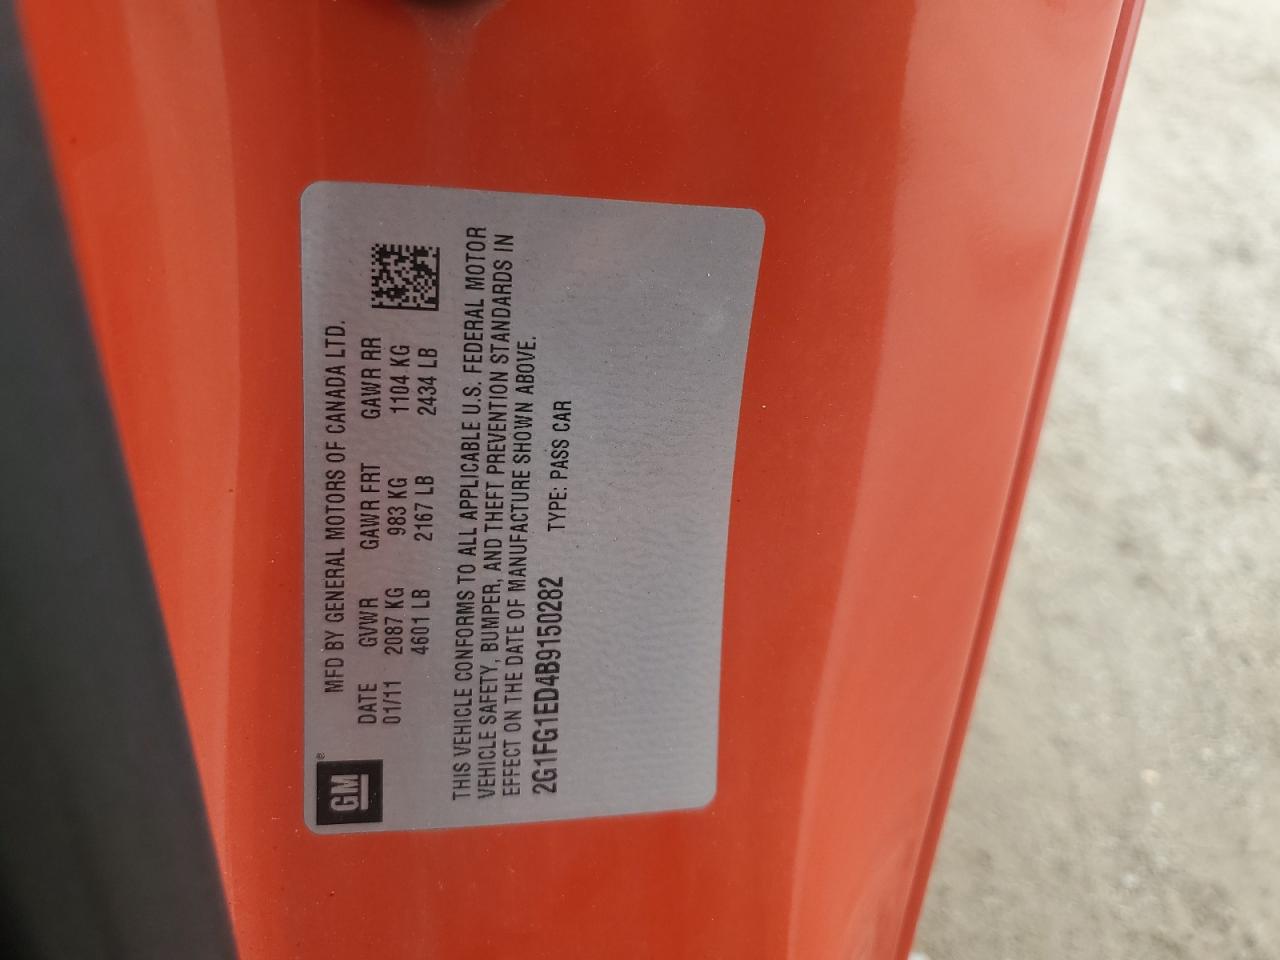 GM®
MFD BY GENERAL MOTORS OF CANADA LTD.
DATE GVWR GAWR FRT GAWR RR
01/11 2087 KG 983 KG 1104 KG
4601 LB 2167 LB 2434 LB
THIS VEHICLE CONFORMS TO ALL APPLICABLE U.S. FEDERAL MOTOR
VEHICLE SAFETY, BUMPER, AND THEFT PREVENTION STANDARDS IN
EFFECT ON THE DATE OF MANUFACTURE SHOWN ABOVE.
2G1FG1ED4B9150282 TYPE: PASS CAR